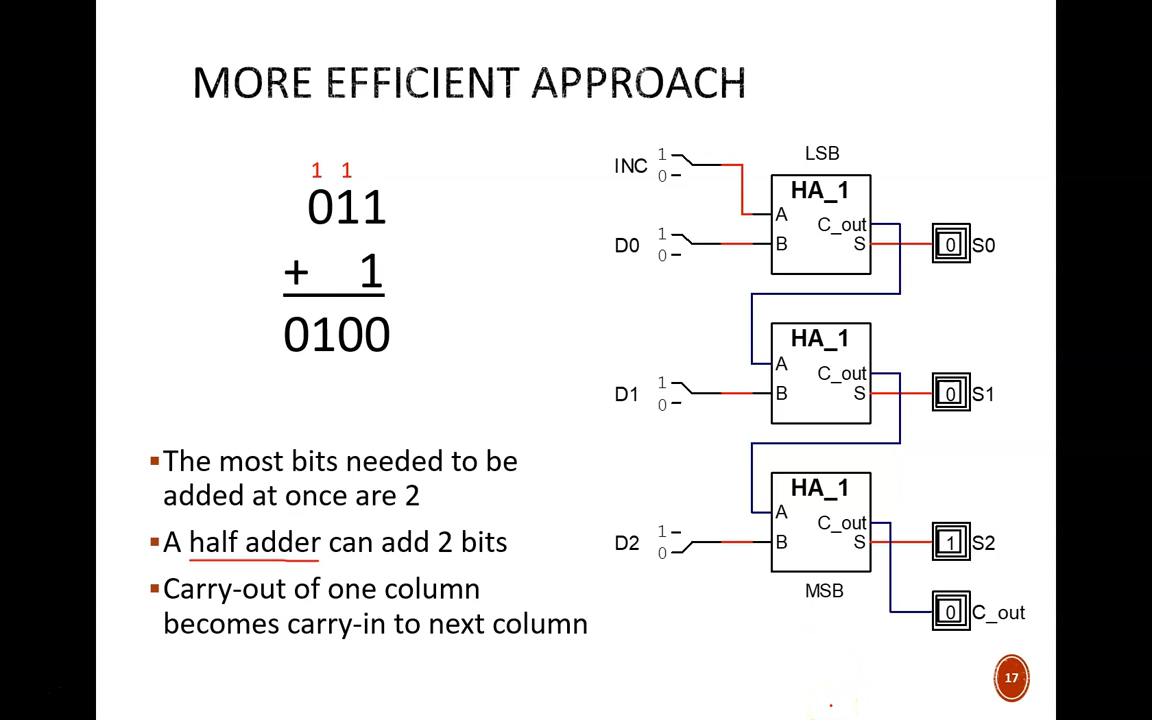 MORE EFFICIENT APPROACH
1 1
011
+ 1
0100
▪The most bits needed to be
added at once are 2
▪A half adder can add 2 bits
▪Carry-out of one column
becomes carry-in to next column
LSB
INC 1
0
HA_1
A
C_out
D0 1
0
B S 0 S0
HA_1
A
C_out
D1 1
0
B S 0 S1
HA_1
A
C_out
D2 1
0
B S 1 S2
MSB
0 C_out
17